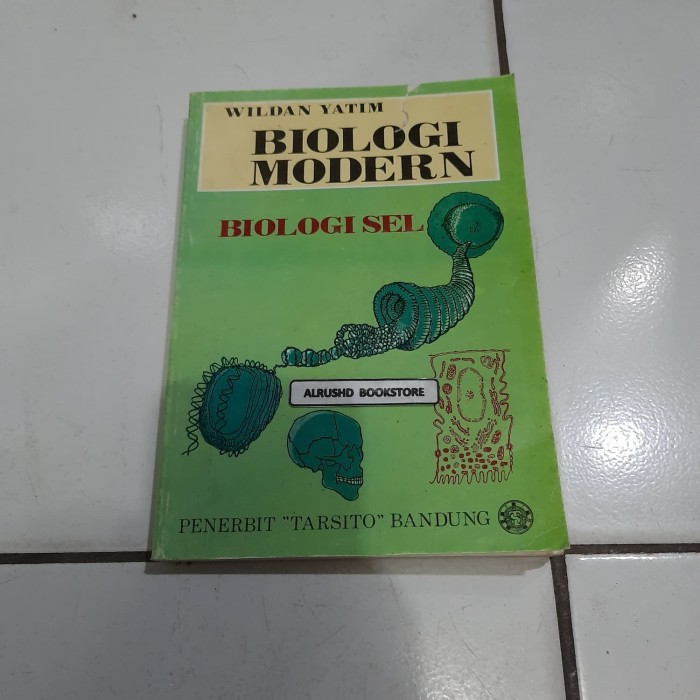 WILDAN YATIM
BIOLOGI
MODERN
BIOLOGI SEL
ALRUSHD BOOKSTORE
PENERBIT "TARSITO" BANDUNG